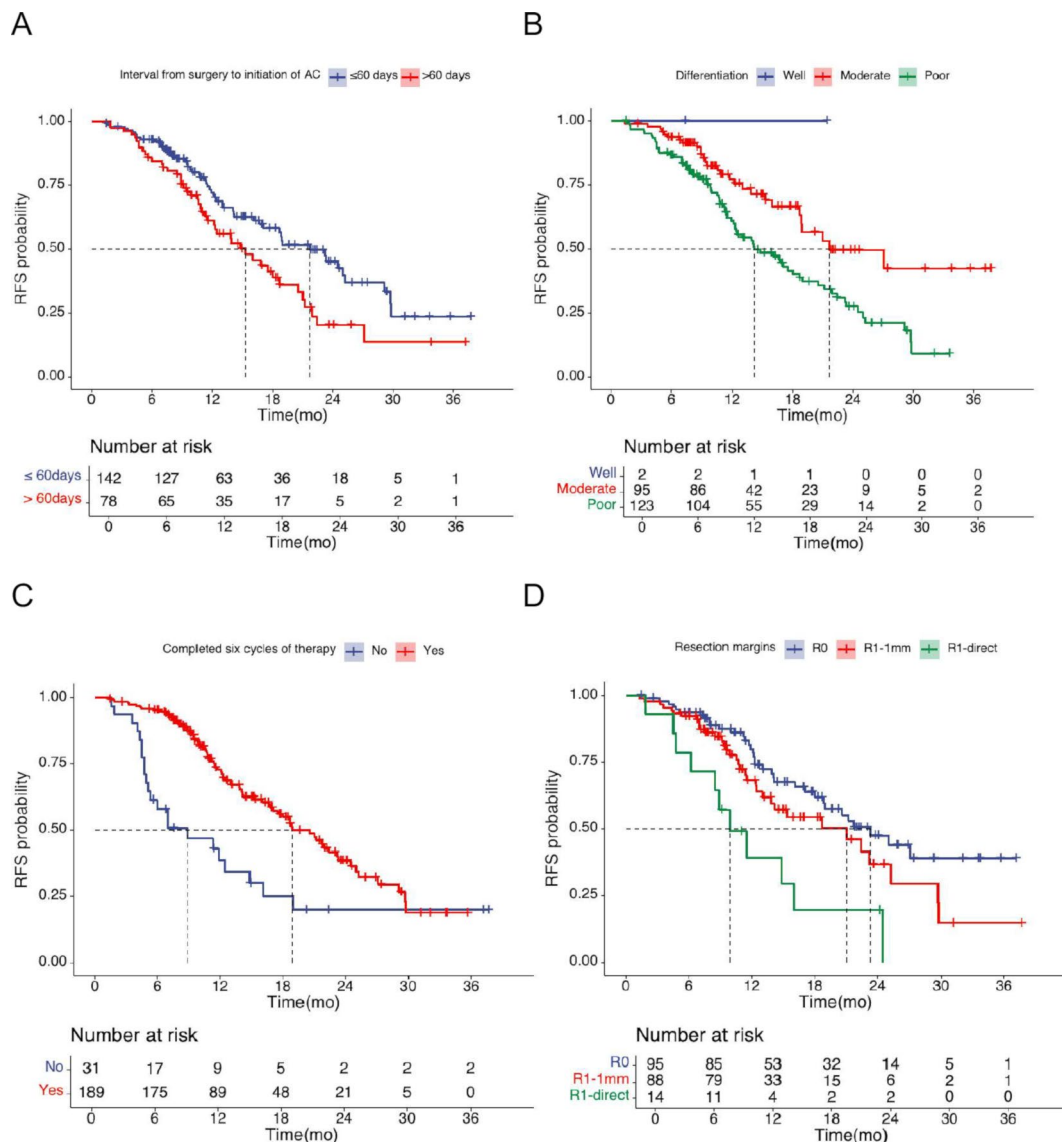 A
Interval from surgery to initiation of AC ≤60 days >60 days
RFS probability
1.00
0.75
0.50
0.25
0.00
0 6 12 18 24 30 36
Time(mo)
Number at risk
≤ 60days 142 127 63 36 18 5 1
> 60days 78 65 35 17 5 2 1
0 6 12 18 24 30 36
Time(mo)
B
Differentiation Well Moderate Poor
RFS probability
1.00
0.75
0.50
0.25
0.00
0 6 12 18 24 30 36
Time(mo)
Number at risk
Well 2 2 1 1 0 0 0
Moderate 95 86 42 23 9 5 2
Poor 123 104 55 29 14 2 0
0 6 12 18 24 30 36
Time(mo)
C
Completed six cycles of therapy No Yes
RFS probability
1.00
0.75
0.50
0.25
0.00
0 6 12 18 24 30 36
Time(mo)
Number at risk
No 31 17 9 5 2 2 2
Yes 189 175 89 48 21 5 0
0 6 12 18 24 30 36
Time(mo)
D
Resection margins R0 R1-1mm R1-direct
RFS probability
1.00
0.75
0.50
0.25
0.00
0 6 12 18 24 30 36
Time(mo)
Number at risk
R0 95 85 53 32 14 5 1
R1-1mm 88 79 33 15 6 2 1
R1-direct 14 11 4 2 2 0 0
0 6 12 18 24 30 36
Time(mo)